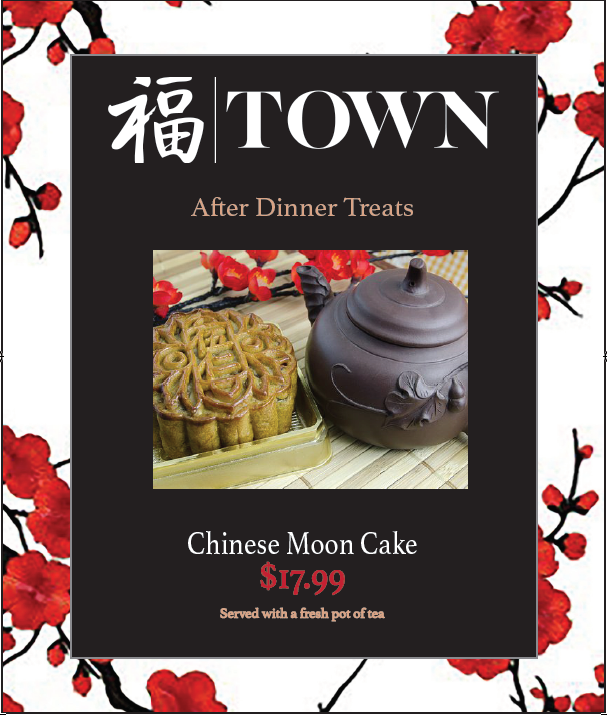 福 | TOWN
After Dinner Treats
Chinese Moon Cake
$17.99
Served with a fresh pot of tea